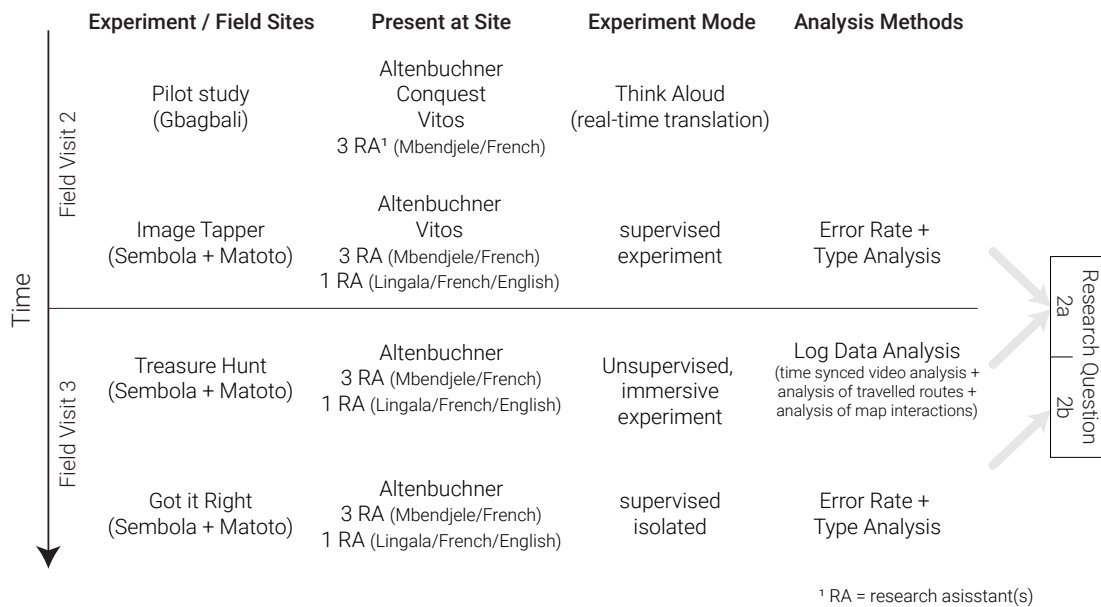 Experiment / Field Sites
Present at Site
Experiment Mode
Analysis Methods
Time
Field Visit 2
Pilot study
(Gbagbali)
Altenbuchner
Conquest
Vitos
3 RA¹ (Mbendjele/French)
Think Aloud
(real-time translation)
Image Tapper
(Sembola + Matoto)
Altenbuchner
Vitos
3 RA (Mbendjele/French)
1 RA (Lingala/French/English)
supervised
experiment
Error Rate +
Type Analysis
Field Visit 3
Treasure Hunt
(Sembola + Matoto)
Altenbuchner
3 RA (Mbendjele/French)
1 RA (Lingala/French/English)
Unsupervised,
immersive
experiment
Log Data Analysis
(time synced video analysis +
analysis of travelled routes +
analysis of map interactions)
Got it Right
(Sembola + Matoto)
Altenbuchner
3 RA (Mbendjele/French)
1 RA (Lingala/French/English)
supervised
isolated
Error Rate +
Type Analysis
Research Question
2a
2b
¹ RA = research asisstant(s)